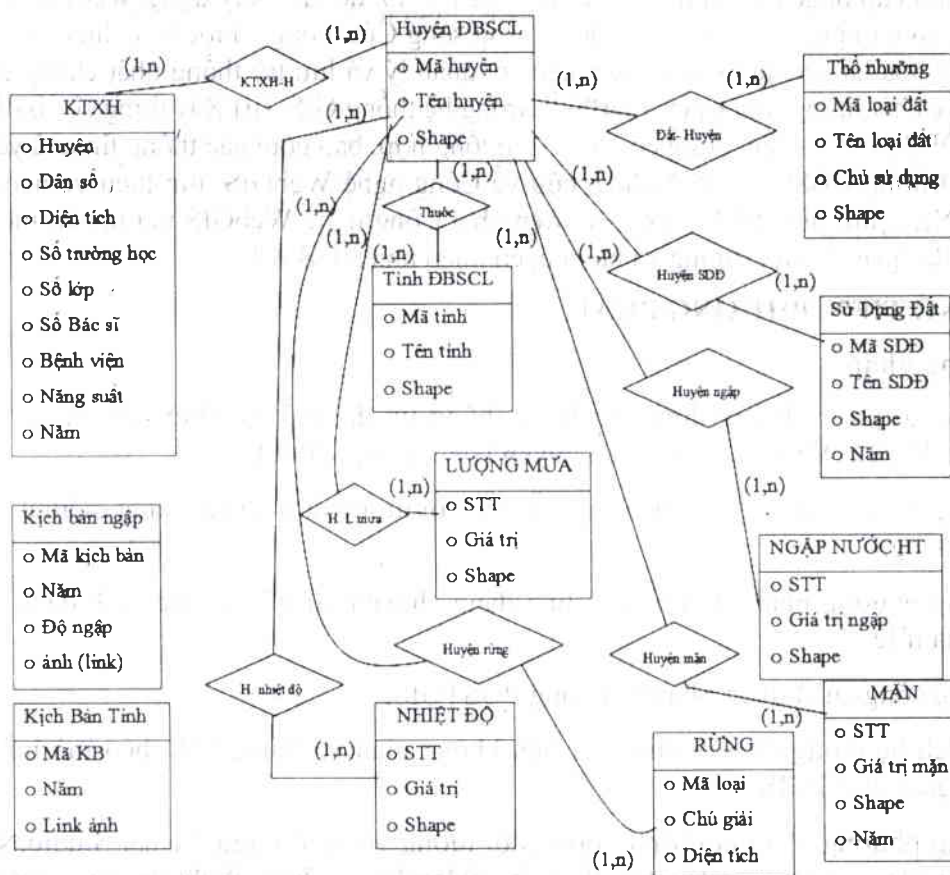 Huyện ĐBSCL
o Mã huyện
o Tên huyện
o Shape
(1,n)
(1,n)
KTXH-H
KTXH
o Huyện
o Dân số
o Diện tích
o Số trường học
o Số lớp
o Số Bác sĩ
o Bệnh viện
o Năng suất
o Năm
(1,n)
(1,n)
Đất- Huyện
Thổ nhưỡng
o Mã loại đất
o Tên loại đất
o Chủ sử dụng
o Shape
(1,n)
(1,n)
(1,n)
(1,n)
(1,n)
(1,n)
(1,n)
(1,n)
Thuộc
(1,n)
Tỉnh ĐBSCL
o Mã tỉnh
o Tên tỉnh
o Shape
Huyện SDĐ
(1,n)
Sử Dụng Đất
o Mã SDĐ
o Tên SDĐ
o Shape
o Năm
Huyện ngập
(1,n)
NGẬP NƯỚC HT
o STT
o Giá trị ngập
o Shape
H L mưa
(1,n)
LƯỢNG MƯA
o STT
o Giá trị
o Shape
Kịch bản ngập
o Mã kịch bản
o Năm
o Độ ngập
o ảnh (link)
Kịch Bản Tỉnh
o Mã KB
o Năm
o Link ảnh
H. nhiệt độ
(1,n)
NHIỆT ĐỘ
o STT
o Giá trị
o Shape
Huyện rừng
(1,n)
RỪNG
o Mã loại
o Chú giải
o Diện tích
Huyện mặn
(1,n)
MẶN
o STT
o Giá trị mặn
o Shape
o Năm